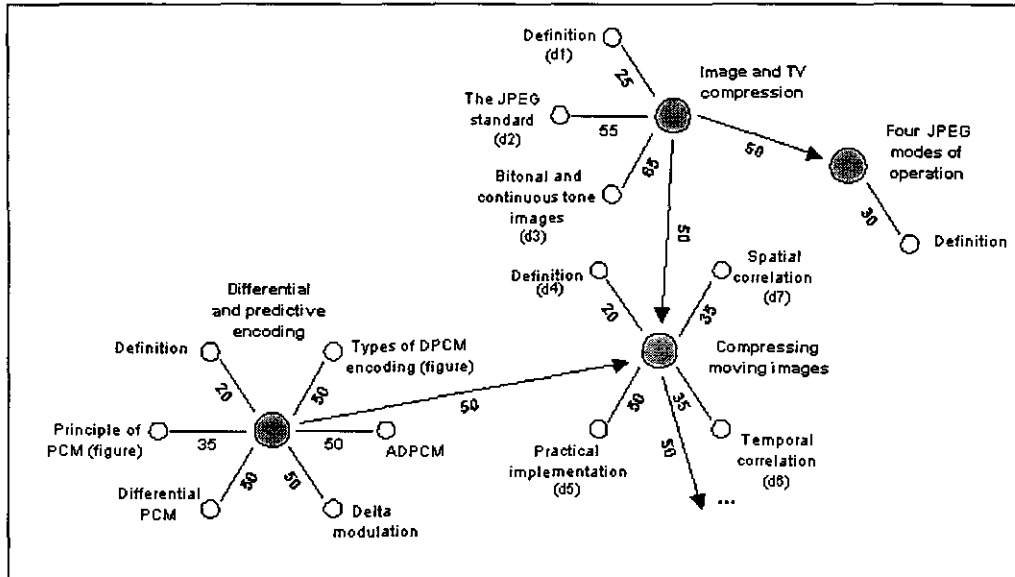 Definition
(d1)
25
Image and TV
compression
The JPEG
standard
(d2)
55
65
Bitonal and
continuous tone
images
(d3)
50
Four JPEG
modes of
operation
30
Definition
50
Definition
(d4)
20
Spatial
correlation
(d7)
35
Compressing
moving images
50
Practical
implementation
(d5)
35
Temporal
correlation
(d6)
50
...
Differential
and predictive
encoding
Definition
20
Types of DPCM
encoding (figure)
50
Principle of
PCM (figure)
35
50
ADPCM
50
Differential
PCM
50
50
Delta
modulation